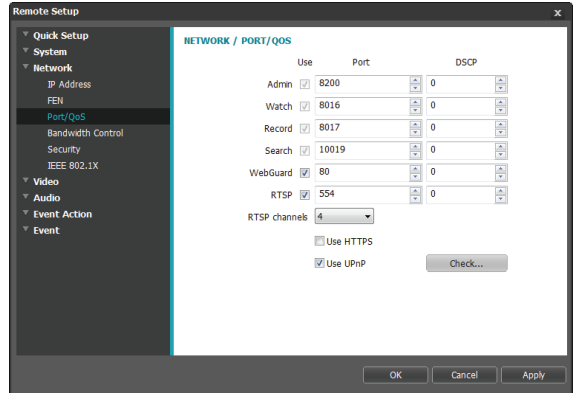 Remote Setup
x
Quick Setup
System
Network
IP Address
FEN
Port/QoS
Bandwidth Control
Security
IEEE 802.1X
Video
Audio
Event Action
Event
NETWORK / PORT/QOS
Use Port DSCP
Admin 8200 0
Watch 8016 0
Record 8017 0
Search 10019 0
WebGuard 80 0
RTSP 554 0
RTSP channels 4
Use HTTPS
Use UPnP Check...
OK Cancel Apply